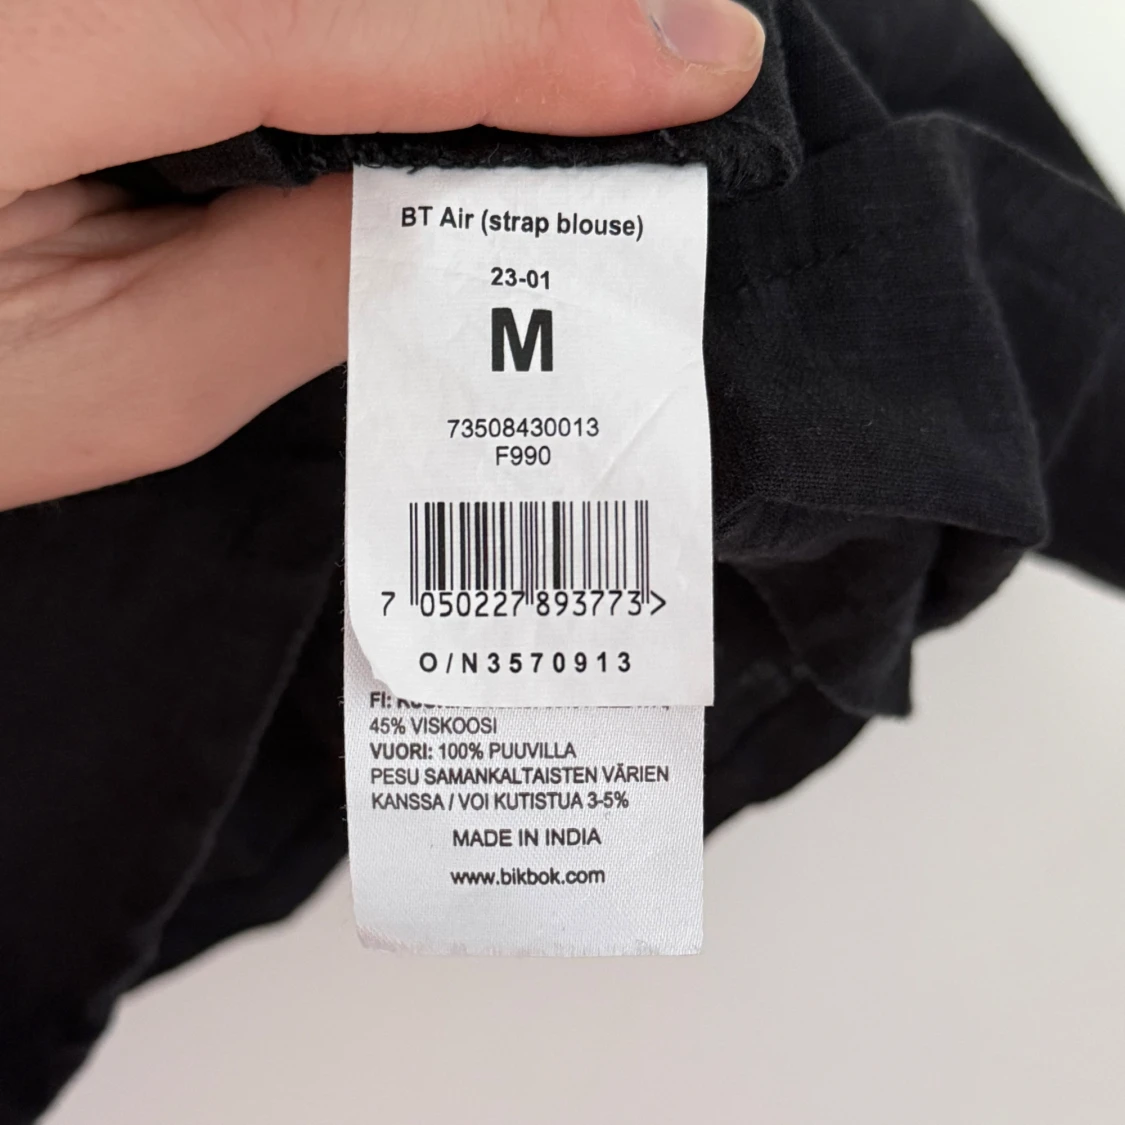 BT Air (strap blouse)
23-01
M
73508430013
F990
7 050227 893773 >
O/N3570913
FI:
45% VISKOOSI
VUORI: 100% PUUVILLA
PESU SAMANKALTAISTEN VÄRIEN
KANSSA / VOI KUTISTUA 3-5%
MADE IN INDIA
www.bikbok.com